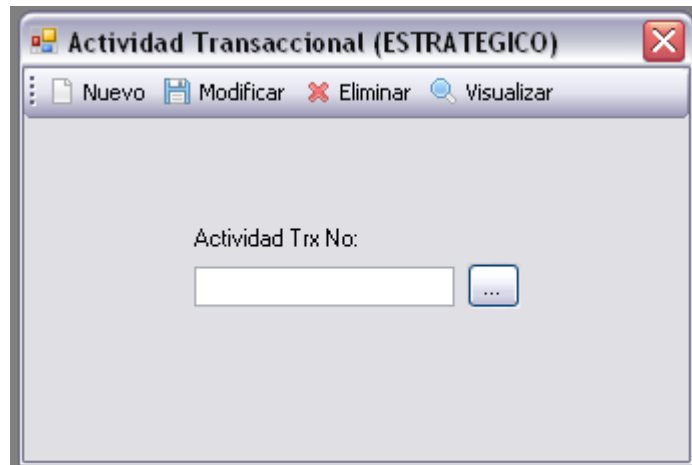 Actividad Transaccional (ESTRATEGICO)
Nuevo Modificar Eliminar Visualizar
Actividad Trx No:
...